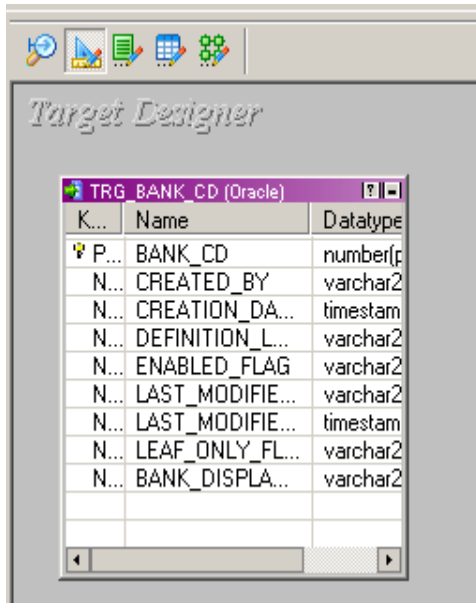 Target Designer
TRG_BANK_CD (Oracle)
K... Name Datatype
P... BANK_CD number(p
N... CREATED_BY varchar2
N... CREATION_DA... timestam
N... DEFINITION_L... varchar2
N... ENABLED_FLAG varchar2
N... LAST_MODIFIE... varchar2
N... LAST_MODIFIE... timestam
N... LEAF_ONLY_FL... varchar2
N... BANK_DISPLA... varchar2